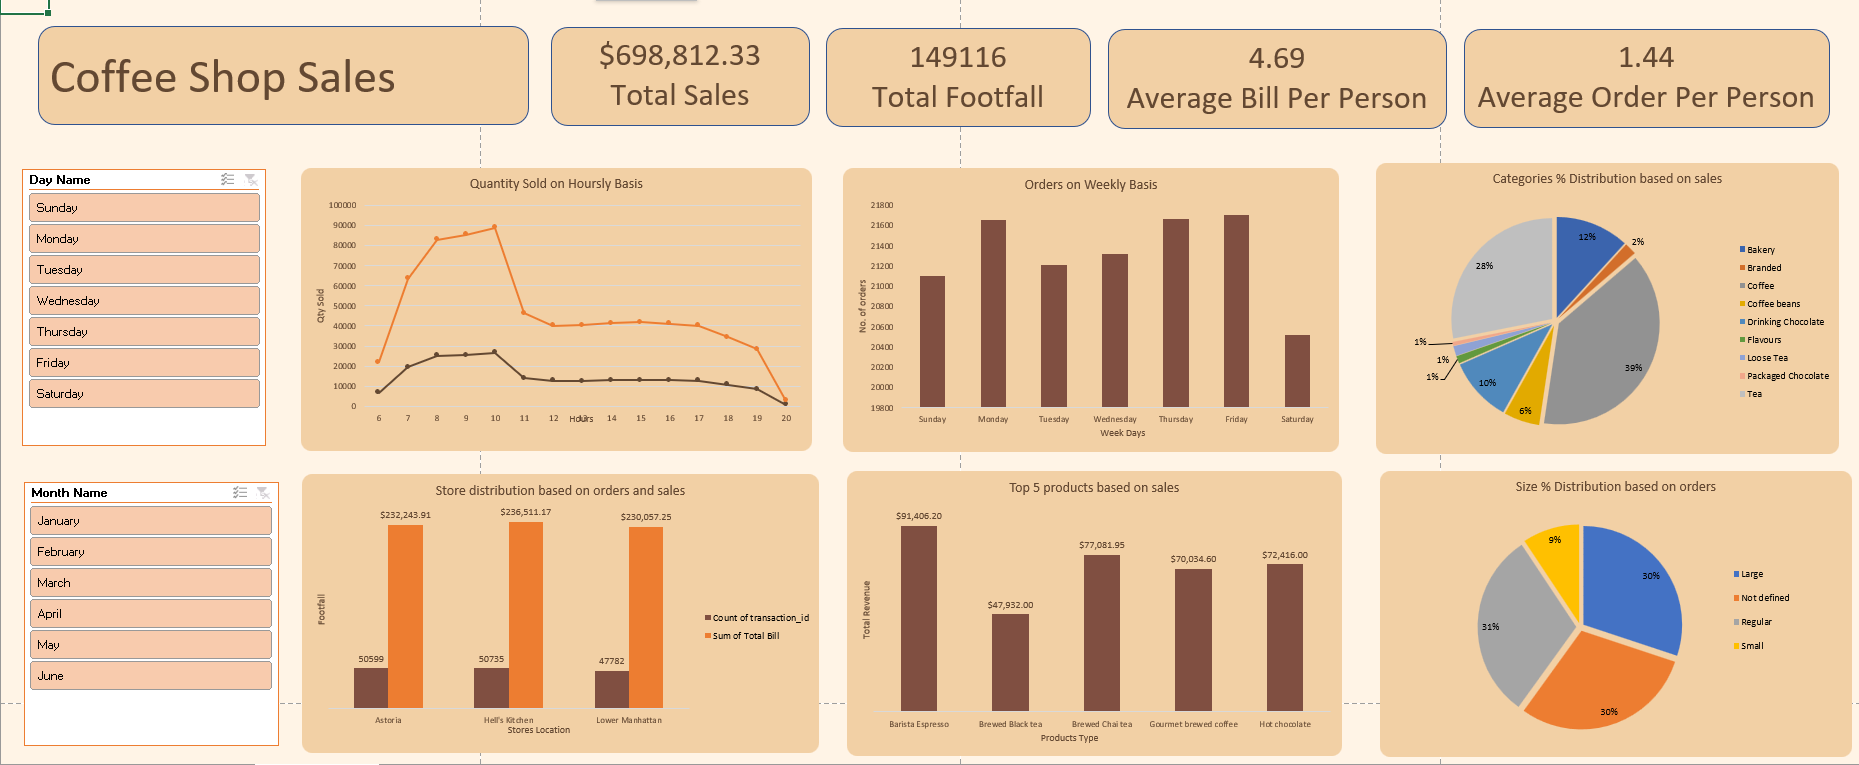 Coffee Shop Sales
$698,812.33
Total Sales
149116
Total Footfall
4.69
Average Bill Per Person
1.44
Average Order Per Person
Day Name
Sunday
Monday
Tuesday
Wednesday
Thursday
Friday
Saturday
Quantity Sold on Hoursly Basis
100000
90000
80000
70000
60000
50000
40000
30000
20000
10000
0
Qty Sold
6 7 8 9 10 11 12 13 14 15 16 17 18 19 20
Hours
Orders on Weekly Basis
21800
21600
21400
21200
21000
20800
20600
20400
20200
20000
19800
No. of orders
Sunday Monday Tuesday Wednesday Thursday Friday Saturday
Week Days
Categories % Distribution based on sales
12%
2%
28%
1%
1%
1%
39%
10%
6%
Bakery
Branded
Coffee
Coffee beans
Drinking Chocolate
Flavours
Loose Tea
Packaged Chocolate
Tea
Month Name
January
February
March
April
May
June
Store distribution based on orders and sales
$232,243.91 $236,511.17 $230,057.25
Footfall
50599 50735 47782
Astoria Hell's Kitchen Lower Manhattan
Stores Location
Count of transaction_id
Sum of Total Bill
Top 5 products based on sales
$91,406.20
$77,081.95
$70,034.60
$72,416.00
$47,932.00
Total Revenue
Barista Espresso Brewed Black tea Brewed Chai tea Gourmet brewed coffee Hot chocolate
Products Type
Size % Distribution based on orders
9%
30%
31%
30%
Large
Not defined
Regular
Small